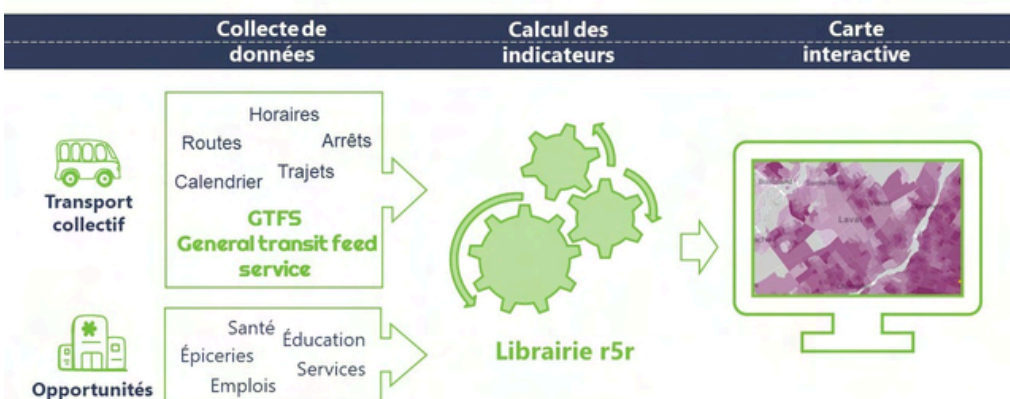 Collecte de
données
Calcul des
indicateurs
Carte
interactive
Transport
collectif
Horaires
Routes
Arrêts
Trajets
Calendrier
GTFS
General transit feed
service
Opportunités
Santé
Éducation
Épiceries
Services
Emplois
Librairie r5r
Laval